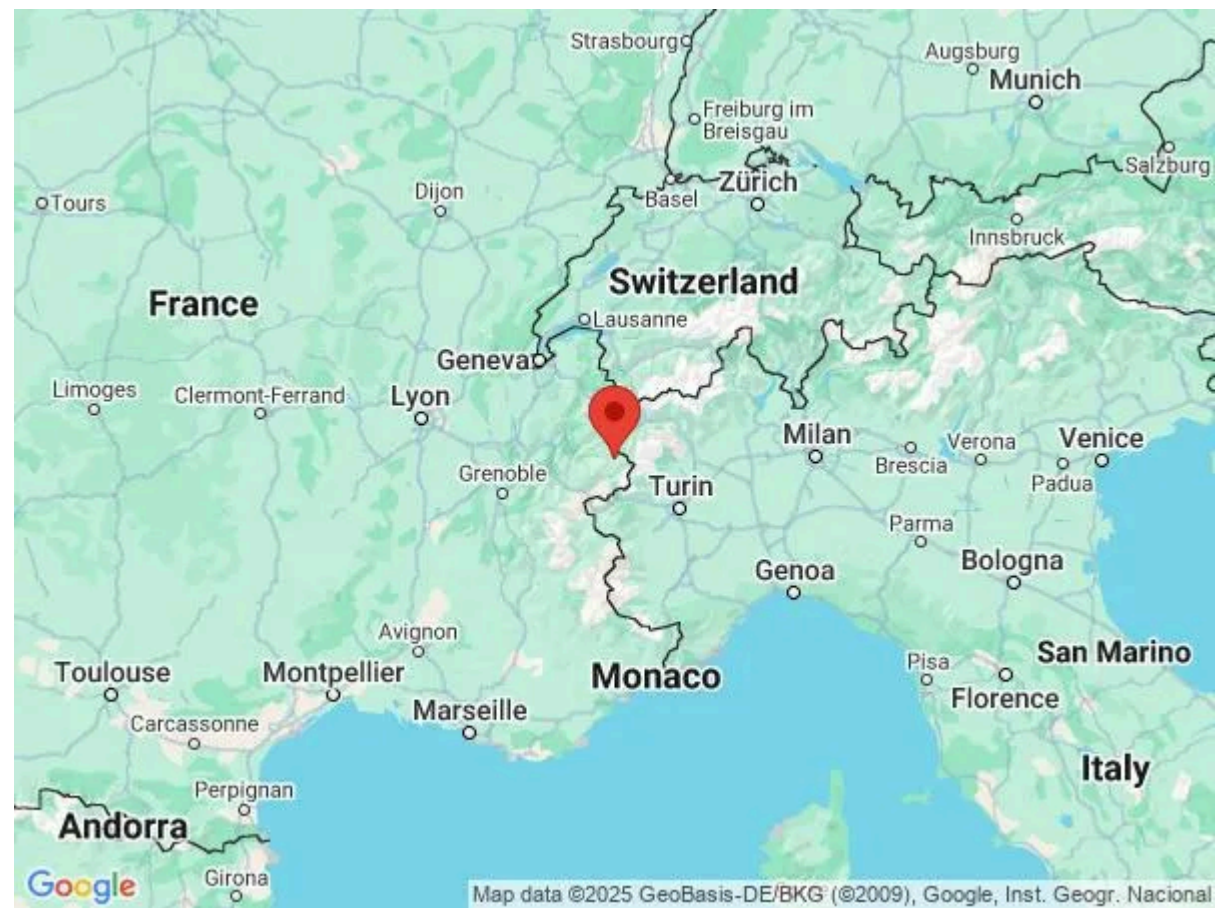 Strasbourg
Augsburg
Munich
Freiburg im
Breisgau
Salzburg
Tours
Dijon
Basel
Zürich
Innsbruck
France
Switzerland
Lausanne
Geneva
Limoges
Clermont-Ferrand
Lyon
Milan
Verona
Venice
Brescia
Padua
Grenoble
Turin
Parma
Genoa
Bologna
Avignon
San Marino
Toulouse
Montpellier
Monaco
Pisa
Florence
Carcassonne
Marseille
Italy
Perpignan
Andorra
Girona
Google
Map data ©2025 GeoBasis-DE/BKG (©2009), Google, Inst. Geogr. Nacional